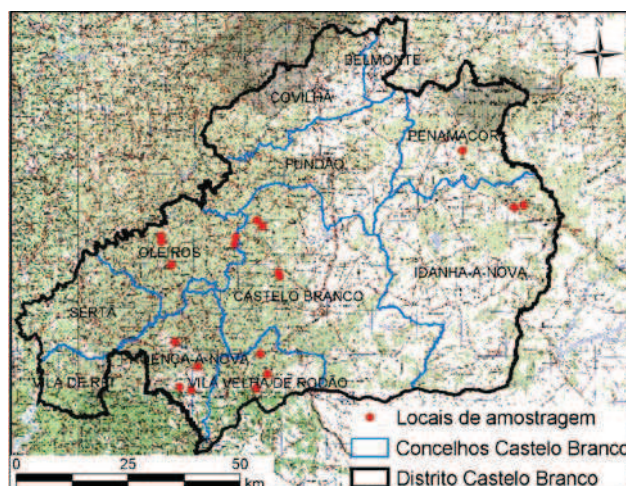 N
BELMONTE
COVILHÃ
PENAMACOR
FUNDÃO
OLEIROS
IDANHA-A-NOVA
CASTELO BRANCO
SERTÃ
PROENÇA-A-NOVA
VILA DE REI
VILA VELHA DE RODÃO
Locais de amostragem
Concelhos Castelo Branco
Distrito Castelo Branco
0 25 50
km